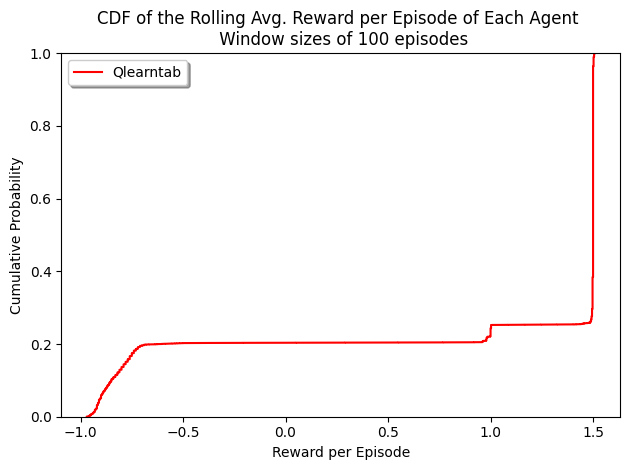 CDF of the Rolling Avg. Reward per Episode of Each Agent
Window sizes of 100 episodes
Qlearntab
Cumulative Probability
1.0
0.8
0.6
0.4
0.2
0.0
−1.0 −0.5 0.0 0.5 1.0 1.5
Reward per Episode